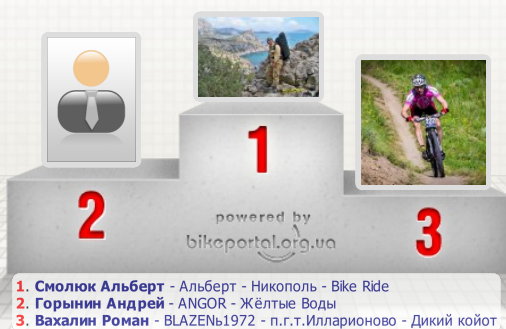 1
2
3
powered by
bikeportal.org.ua
1. Смолюк Альберт - Альберт - Никополь - Bike Ride
2. Горынин Андрей - ANGOR - Жёлтые Воды
3. Вахалин Роман - BLAZENь1972 - п.г.т.Илларионово - Дикий койот